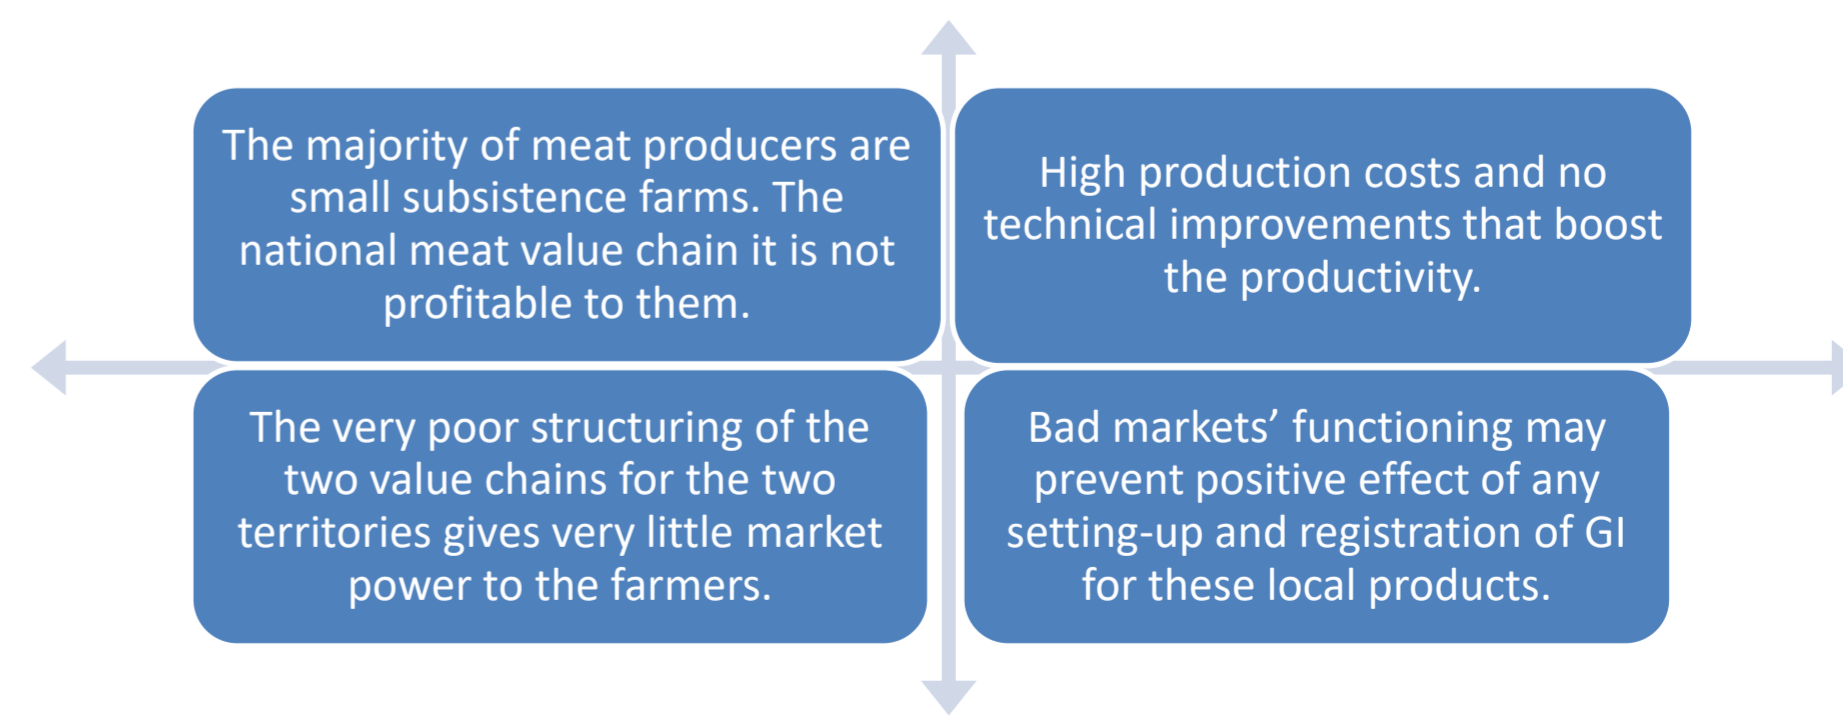 The majority of meat producers are
small subsistence farms. The
national meat value chain it is not
profitable to them.
High production costs and no
technical improvements that boost
the productivity.
The very poor structuring of the
two value chains for the two
territories gives very little market
power to the farmers.
Bad markets’ functioning may
prevent positive effect of any
setting-up and registration of GI
for these local products.